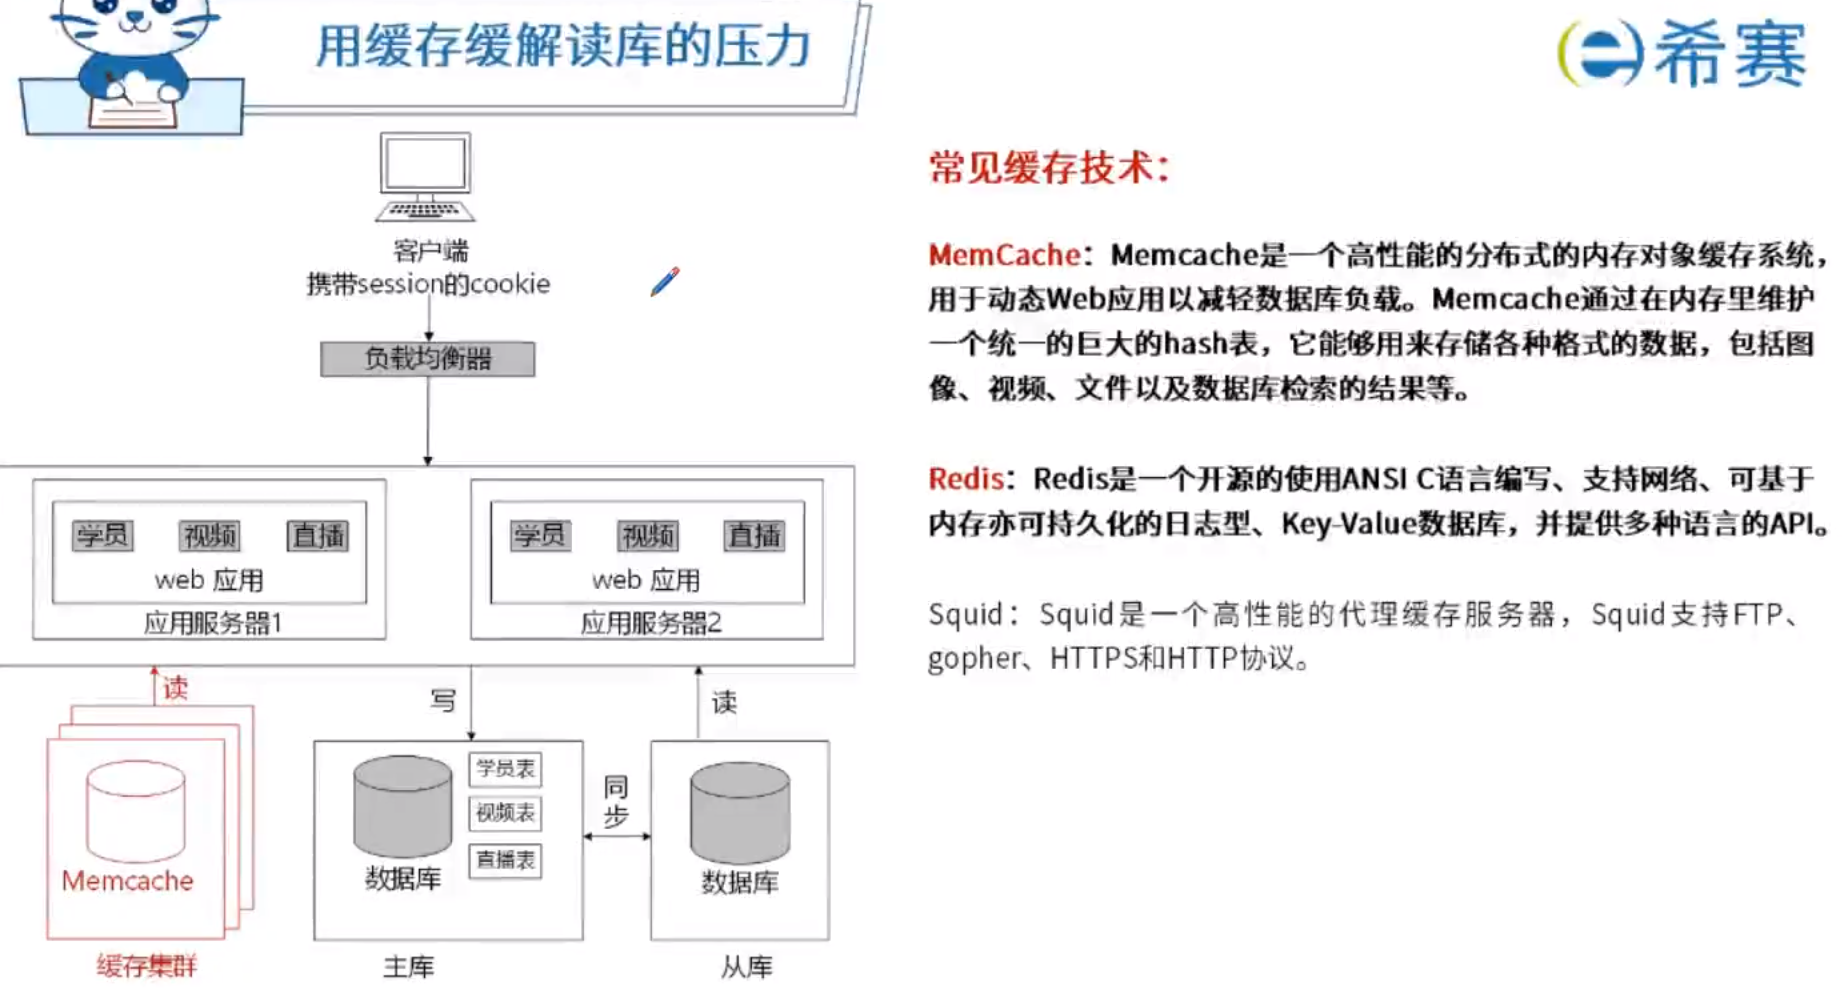 用缓存缓解读库的压力
希赛
客户端
携带session的cookie
负载均衡器
学员 视频 直播
web 应用
应用服务器1
学员 视频 直播
web 应用
应用服务器2
读
写
读
Memcache
缓存集群
数据库
学员表
视频表
直播表
主库
同
步
数据库
从库
常见缓存技术：
MemCache：Memcache是一个高性能的分布式的内存对象缓存系统，
用于动态Web应用以减轻数据库负载。Memcache通过在内存里维护
一个统一的巨大的hash表，它能够用来存储各种格式的数据，包括图
像、视频、文件以及数据库检索的结果等。
Redis：Redis是一个开源的使用ANSI C语言编写、支持网络、可基于
内存亦可持久化的日志型、Key-Value数据库，并提供多种语言的API。
Squid：Squid是一个高性能的代理缓存服务器，Squid支持FTP、
gopher、HTTPS和HTTP协议。